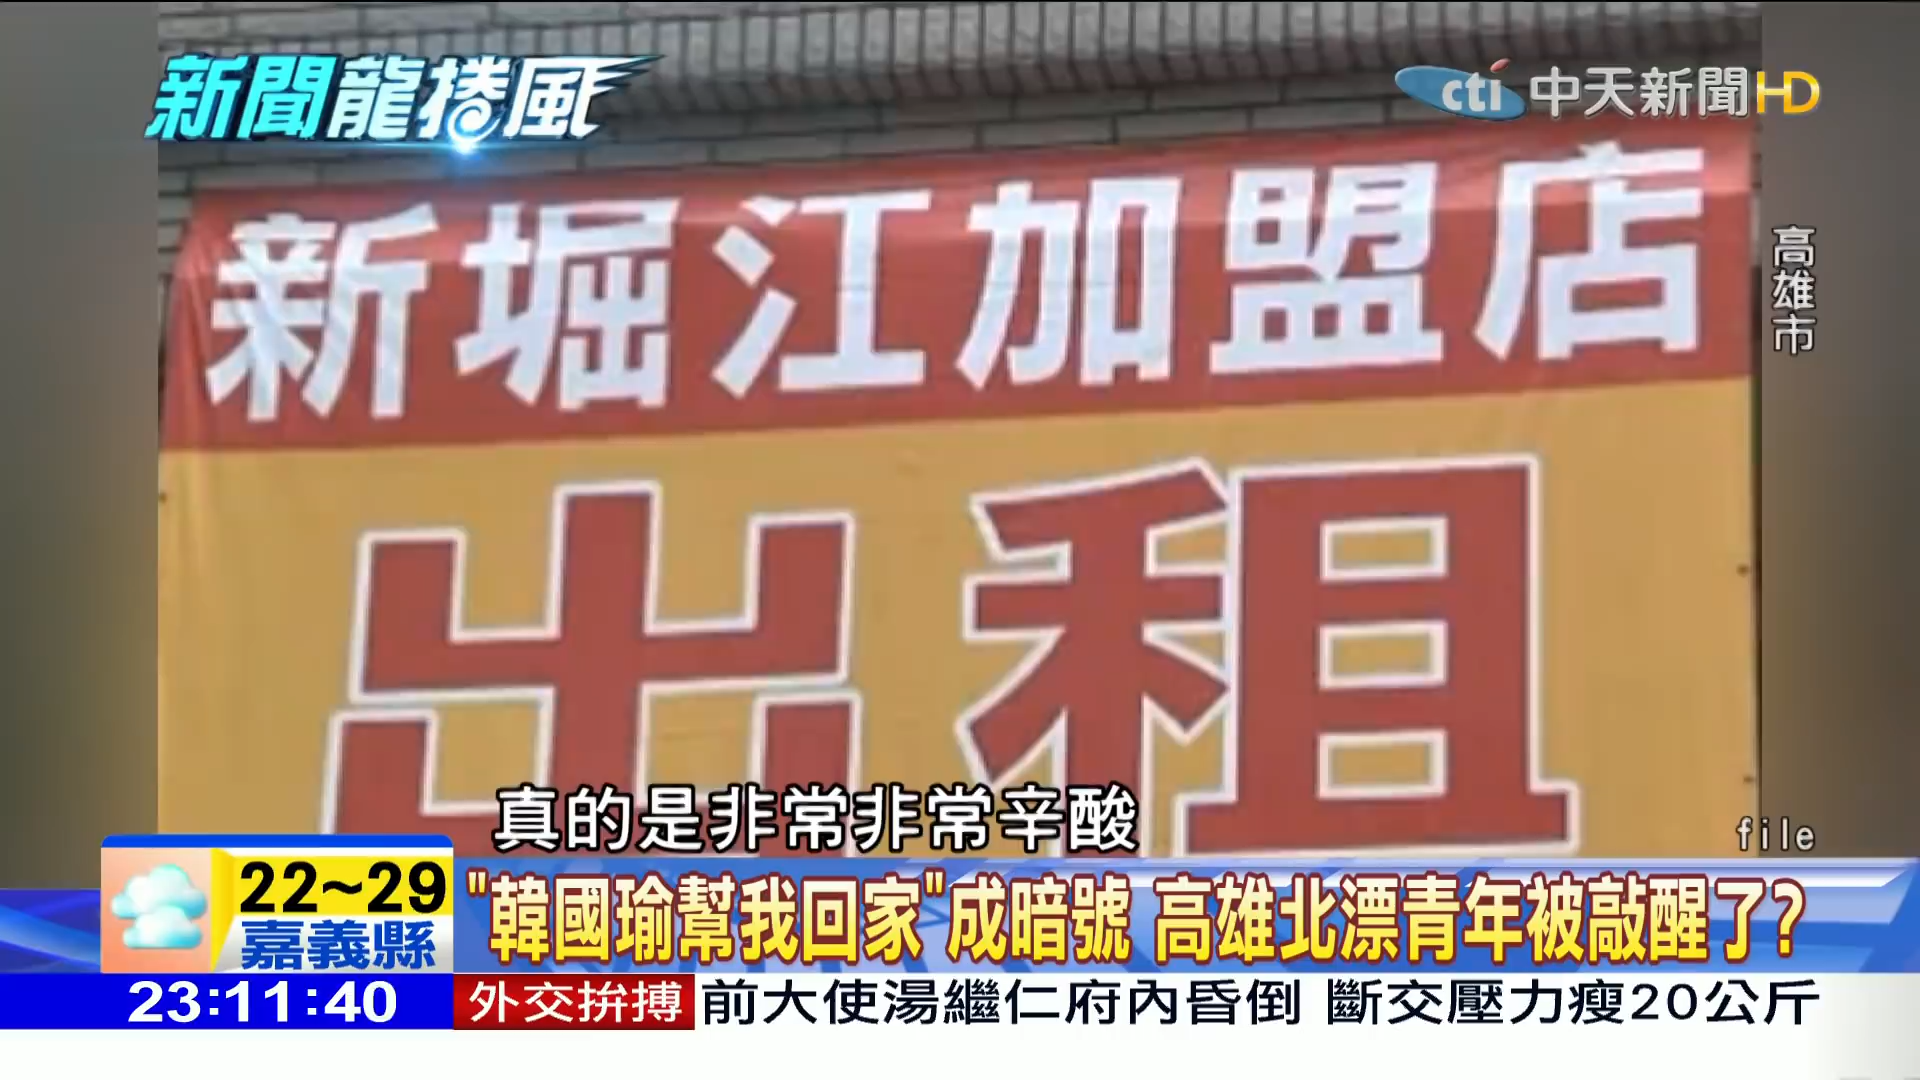 新聞龍捲風
cti 中天新聞HD
高雄市
新堀江加盟店
出租
真的是非常非常辛酸
file
22~29
嘉義縣
"韓國瑜幫我回家"成暗號 高雄北漂青年被敲醒了?
23:11:40
外交拚搏 前大使湯繼仁府內昏倒 斷交壓力瘦20公斤